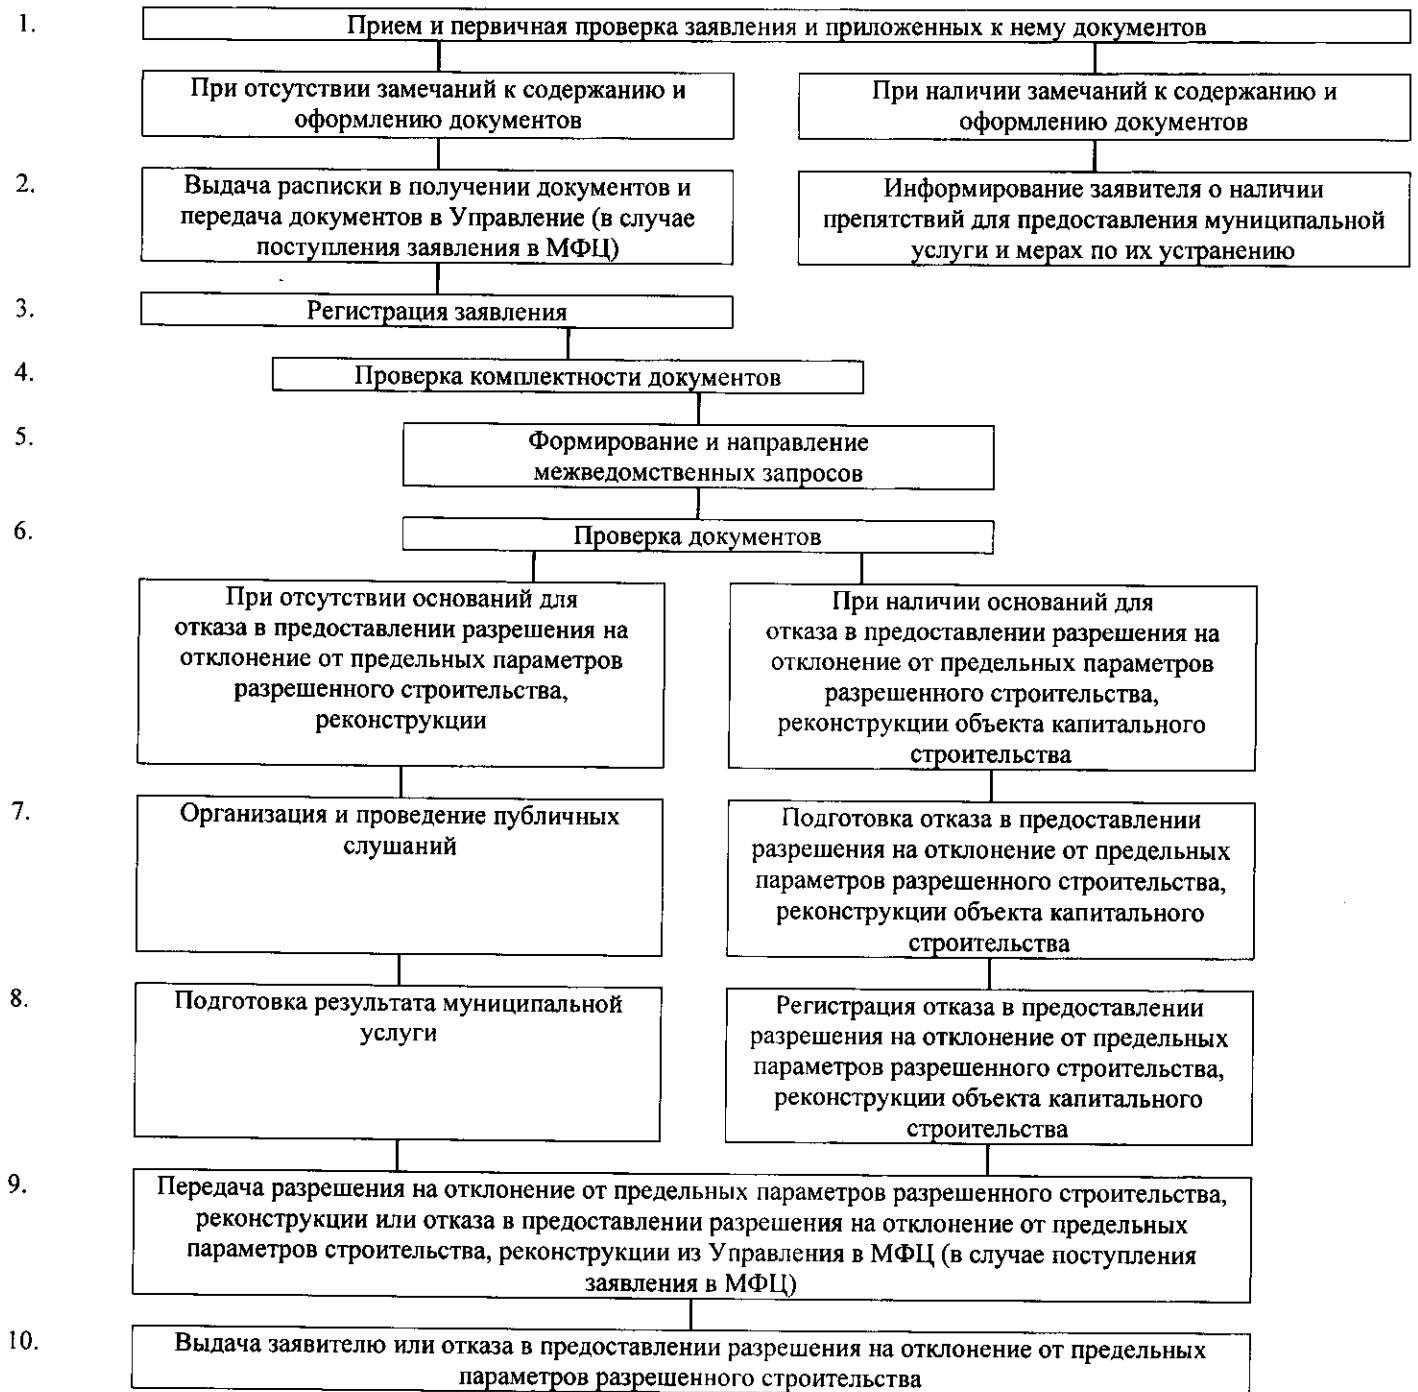 1.
Прием и первичная проверка заявления и приложенных к нему документов
При отсутствии замечаний к содержанию и
оформлению документов
При наличии замечаний к содержанию и
оформлению документов
2.
Выдача расписки в получении документов и
передача документов в Управление (в случае
поступления заявления в МФЦ)
Информирование заявителя о наличии
препятствий для предоставления муниципальной
услуги и мерах по их устранению
3.
Регистрация заявления
4.
Проверка комплектности документов
5.
Формирование и направление
межведомственных запросов
6.
Проверка документов
При отсутствии оснований для
отказа в предоставлении разрешения на
отклонение от предельных параметров
разрешенного строительства,
реконструкции
При наличии оснований для
отказа в предоставлении разрешения на
отклонение от предельных параметров
разрешенного строительства,
реконструкции объекта капитального
строительства
7.
Организация и проведение публичных
слушаний
Подготовка отказа в предоставлении
разрешения на отклонение от предельных
параметров разрешенного строительства,
реконструкции объекта капитального
строительства
8.
Подготовка результата муниципальной
услуги
Регистрация отказа в предоставлении
разрешения на отклонение от предельных
параметров разрешенного строительства,
реконструкции объекта капитального
строительства
9.
Передача разрешения на отклонение от предельных параметров разрешенного строительства,
реконструкции или отказа в предоставлении разрешения на отклонение от предельных
параметров строительства, реконструкции из Управления в МФЦ (в случае поступления
заявления в МФЦ)
10.
Выдача заявителю или отказа в предоставлении разрешения на отклонение от предельных
параметров разрешенного строительства